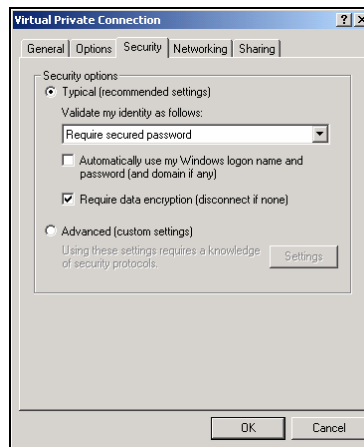 Virtual Private Connection
General Options Security Networking Sharing
Security options
Typical (recommended settings)
Validate my identity as follows:
Require secured password
Automatically use my Windows logon name and
password (and domain if any)
Require data encryption (disconnect if none)
Advanced (custom settings)
Using these settings requires a knowledge
of security protocols.
Settings
OK Cancel